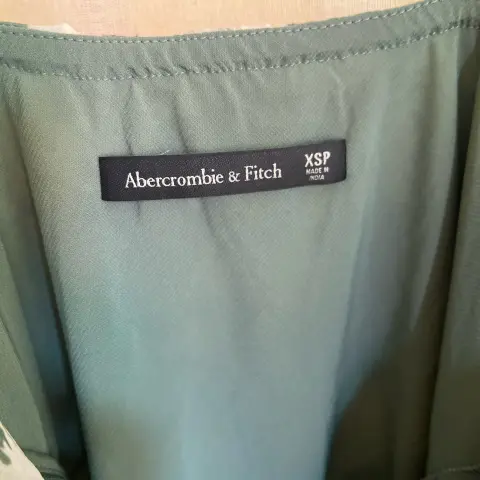 Abercrombie & Fitch
XSP
MADE IN
INDIA